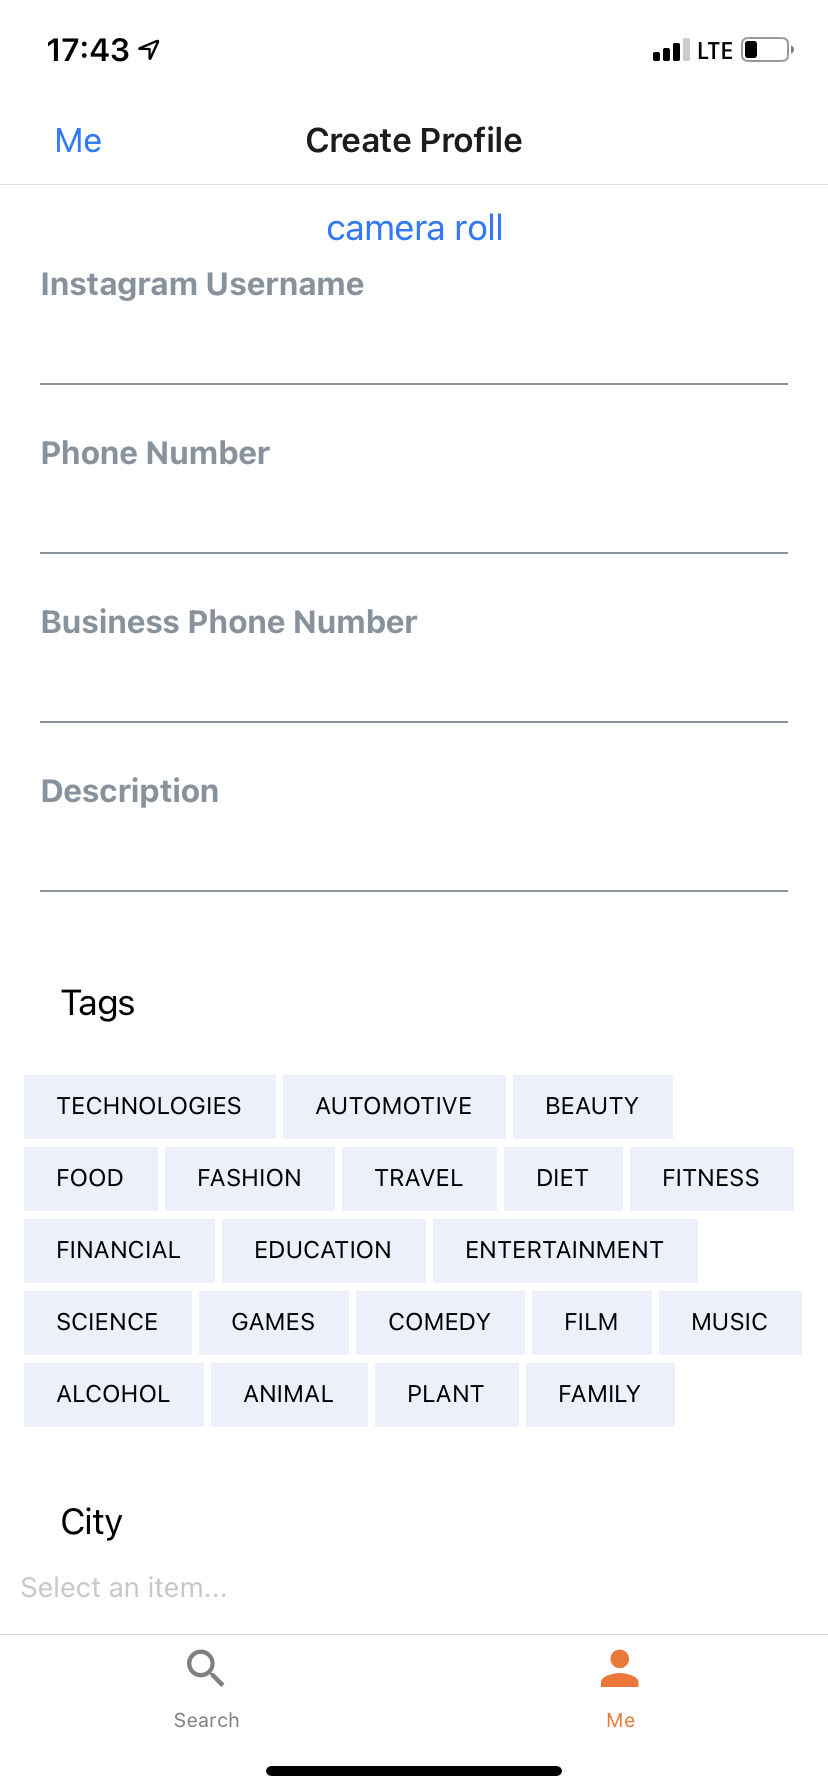 17:43 LTE
Me Create Profile
camera roll
Instagram Username
Phone Number
Business Phone Number
Description
Tags
TECHNOLOGIES AUTOMOTIVE BEAUTY
FOOD FASHION TRAVEL DIET FITNESS
FINANCIAL EDUCATION ENTERTAINMENT
SCIENCE GAMES COMEDY FILM MUSIC
ALCOHOL ANIMAL PLANT FAMILY
City
Select an item...
Search Me